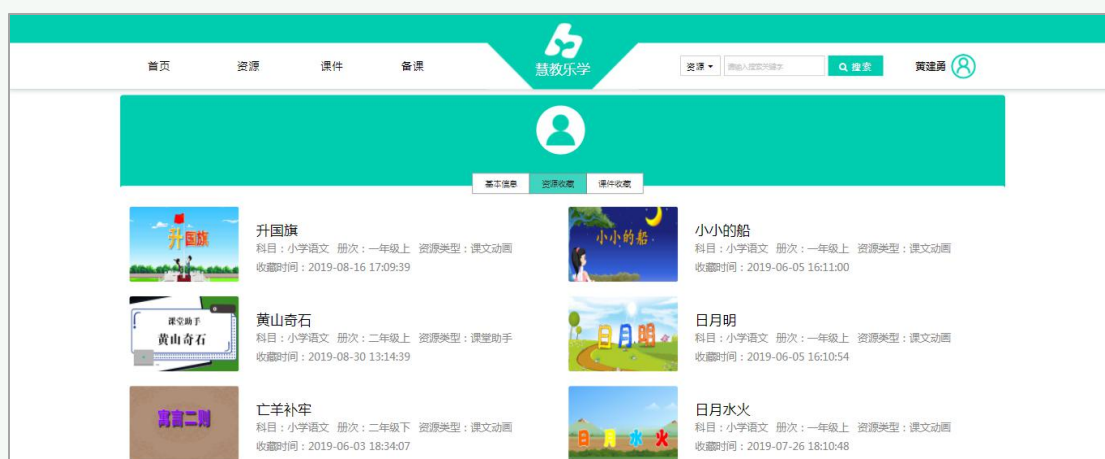 首页 资源 课件 备课
慧教乐学
资源 请输入搜索关键字 搜索 黄建勇
基本信息 资源收藏 课件收藏
升国旗
升国旗
科目：小学语文 册次：一年级上 资源类型：课文动画
收藏时间：2019-08-16 17:09:39
小小的船
小小的船
科目：小学语文 册次：一年级上 资源类型：课文动画
收藏时间：2019-06-05 16:11:00
课堂助手
黄山奇石
黄山奇石
科目：小学语文 册次：二年级上 资源类型：课堂助手
收藏时间：2019-08-30 13:14:39
日月明
日月明
科目：小学语文 册次：一年级上 资源类型：课文动画
收藏时间：2019-06-05 16:10:54
寓言二则
亡羊补牢
科目：小学语文 册次：二年级下 资源类型：课文动画
收藏时间：2019-06-03 18:34:07
日月水火
日月水火
科目：小学语文 册次：一年级上 资源类型：课文动画
收藏时间：2019-07-26 18:10:48